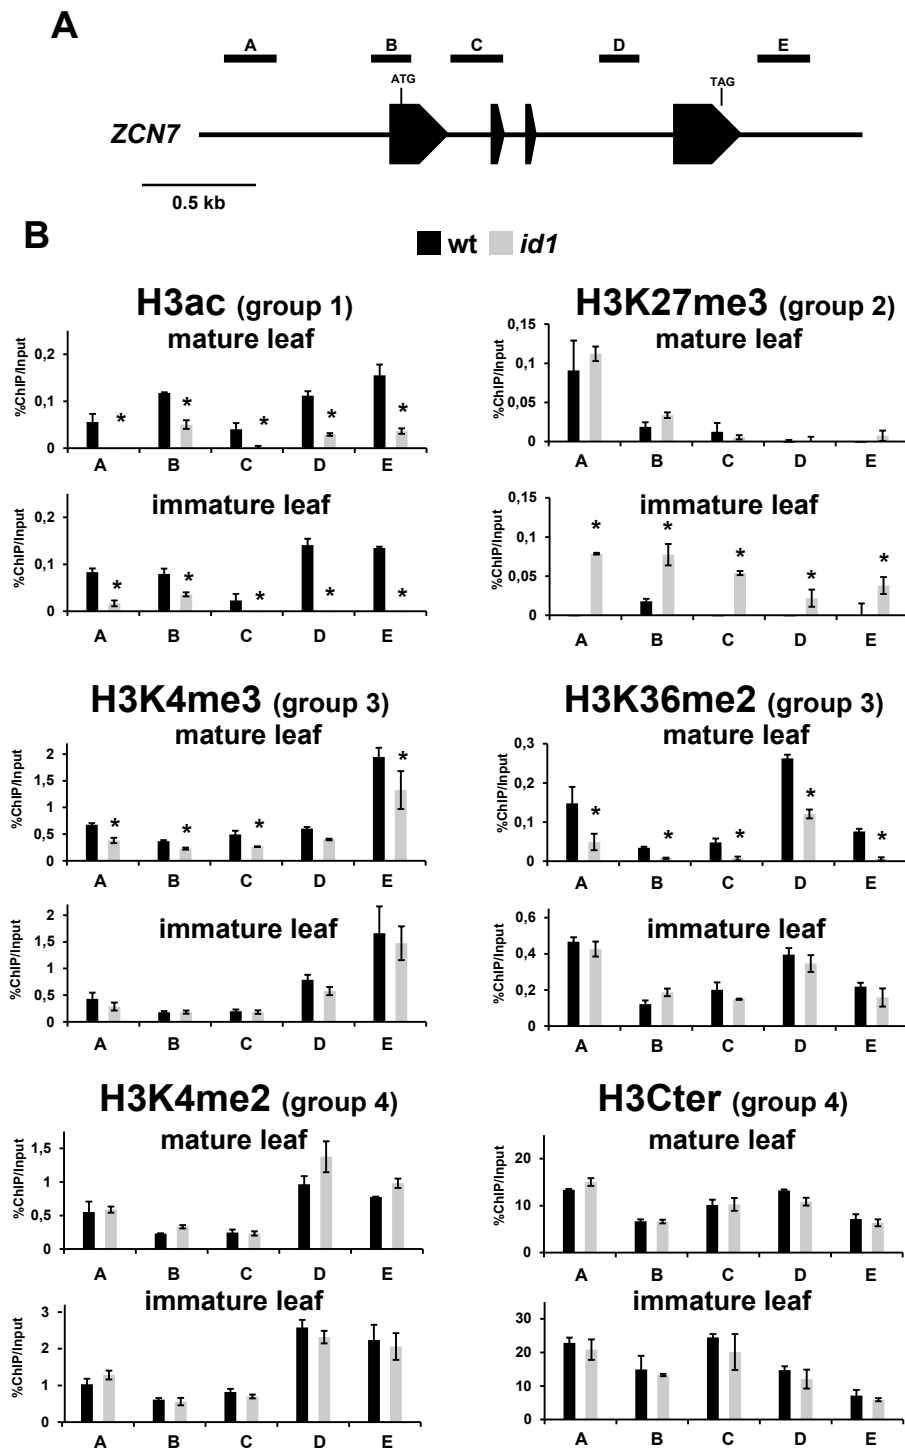 A
A B C D E
ATG TAG
ZCN7
0.5 kb
B
wt id1
H3ac (group 1)
mature leaf
%ChIP/Input
0,2
0,1
0
A B C D E
immature leaf
%ChIP/Input
0,2
0,1
0
A B C D E
H3K27me3 (group 2)
mature leaf
%ChIP/Input
0,15
0,1
0,05
0
* * * * *
A B C D E
immature leaf
%ChIP/Input
0,15
0,1
0,05
0
A B C D E
H3K4me3 (group 3)
mature leaf
%ChIP/Input
2
1,5
1
0,5
0
A B C D E
immature leaf
%ChIP/Input
2
1,5
1
0,5
0
A B C D E
H3K36me2 (group 3)
mature leaf
%ChIP/Input
0,3
0,2
0,1
0
A B C D E
immature leaf
%ChIP/Input
0,6
0,4
0,2
0
A B C D E
H3K4me2 (group 4)
mature leaf
%ChIP/Input
1,5
1
0,5
0
A B C D E
immature leaf
%ChIP/Input
3
2
1
0
A B C D E
H3Cter (group 4)
mature leaf
%ChIP/Input
20
10
0
A B C D E
immature leaf
%ChIP/Input
30
20
10
0
A B C D E